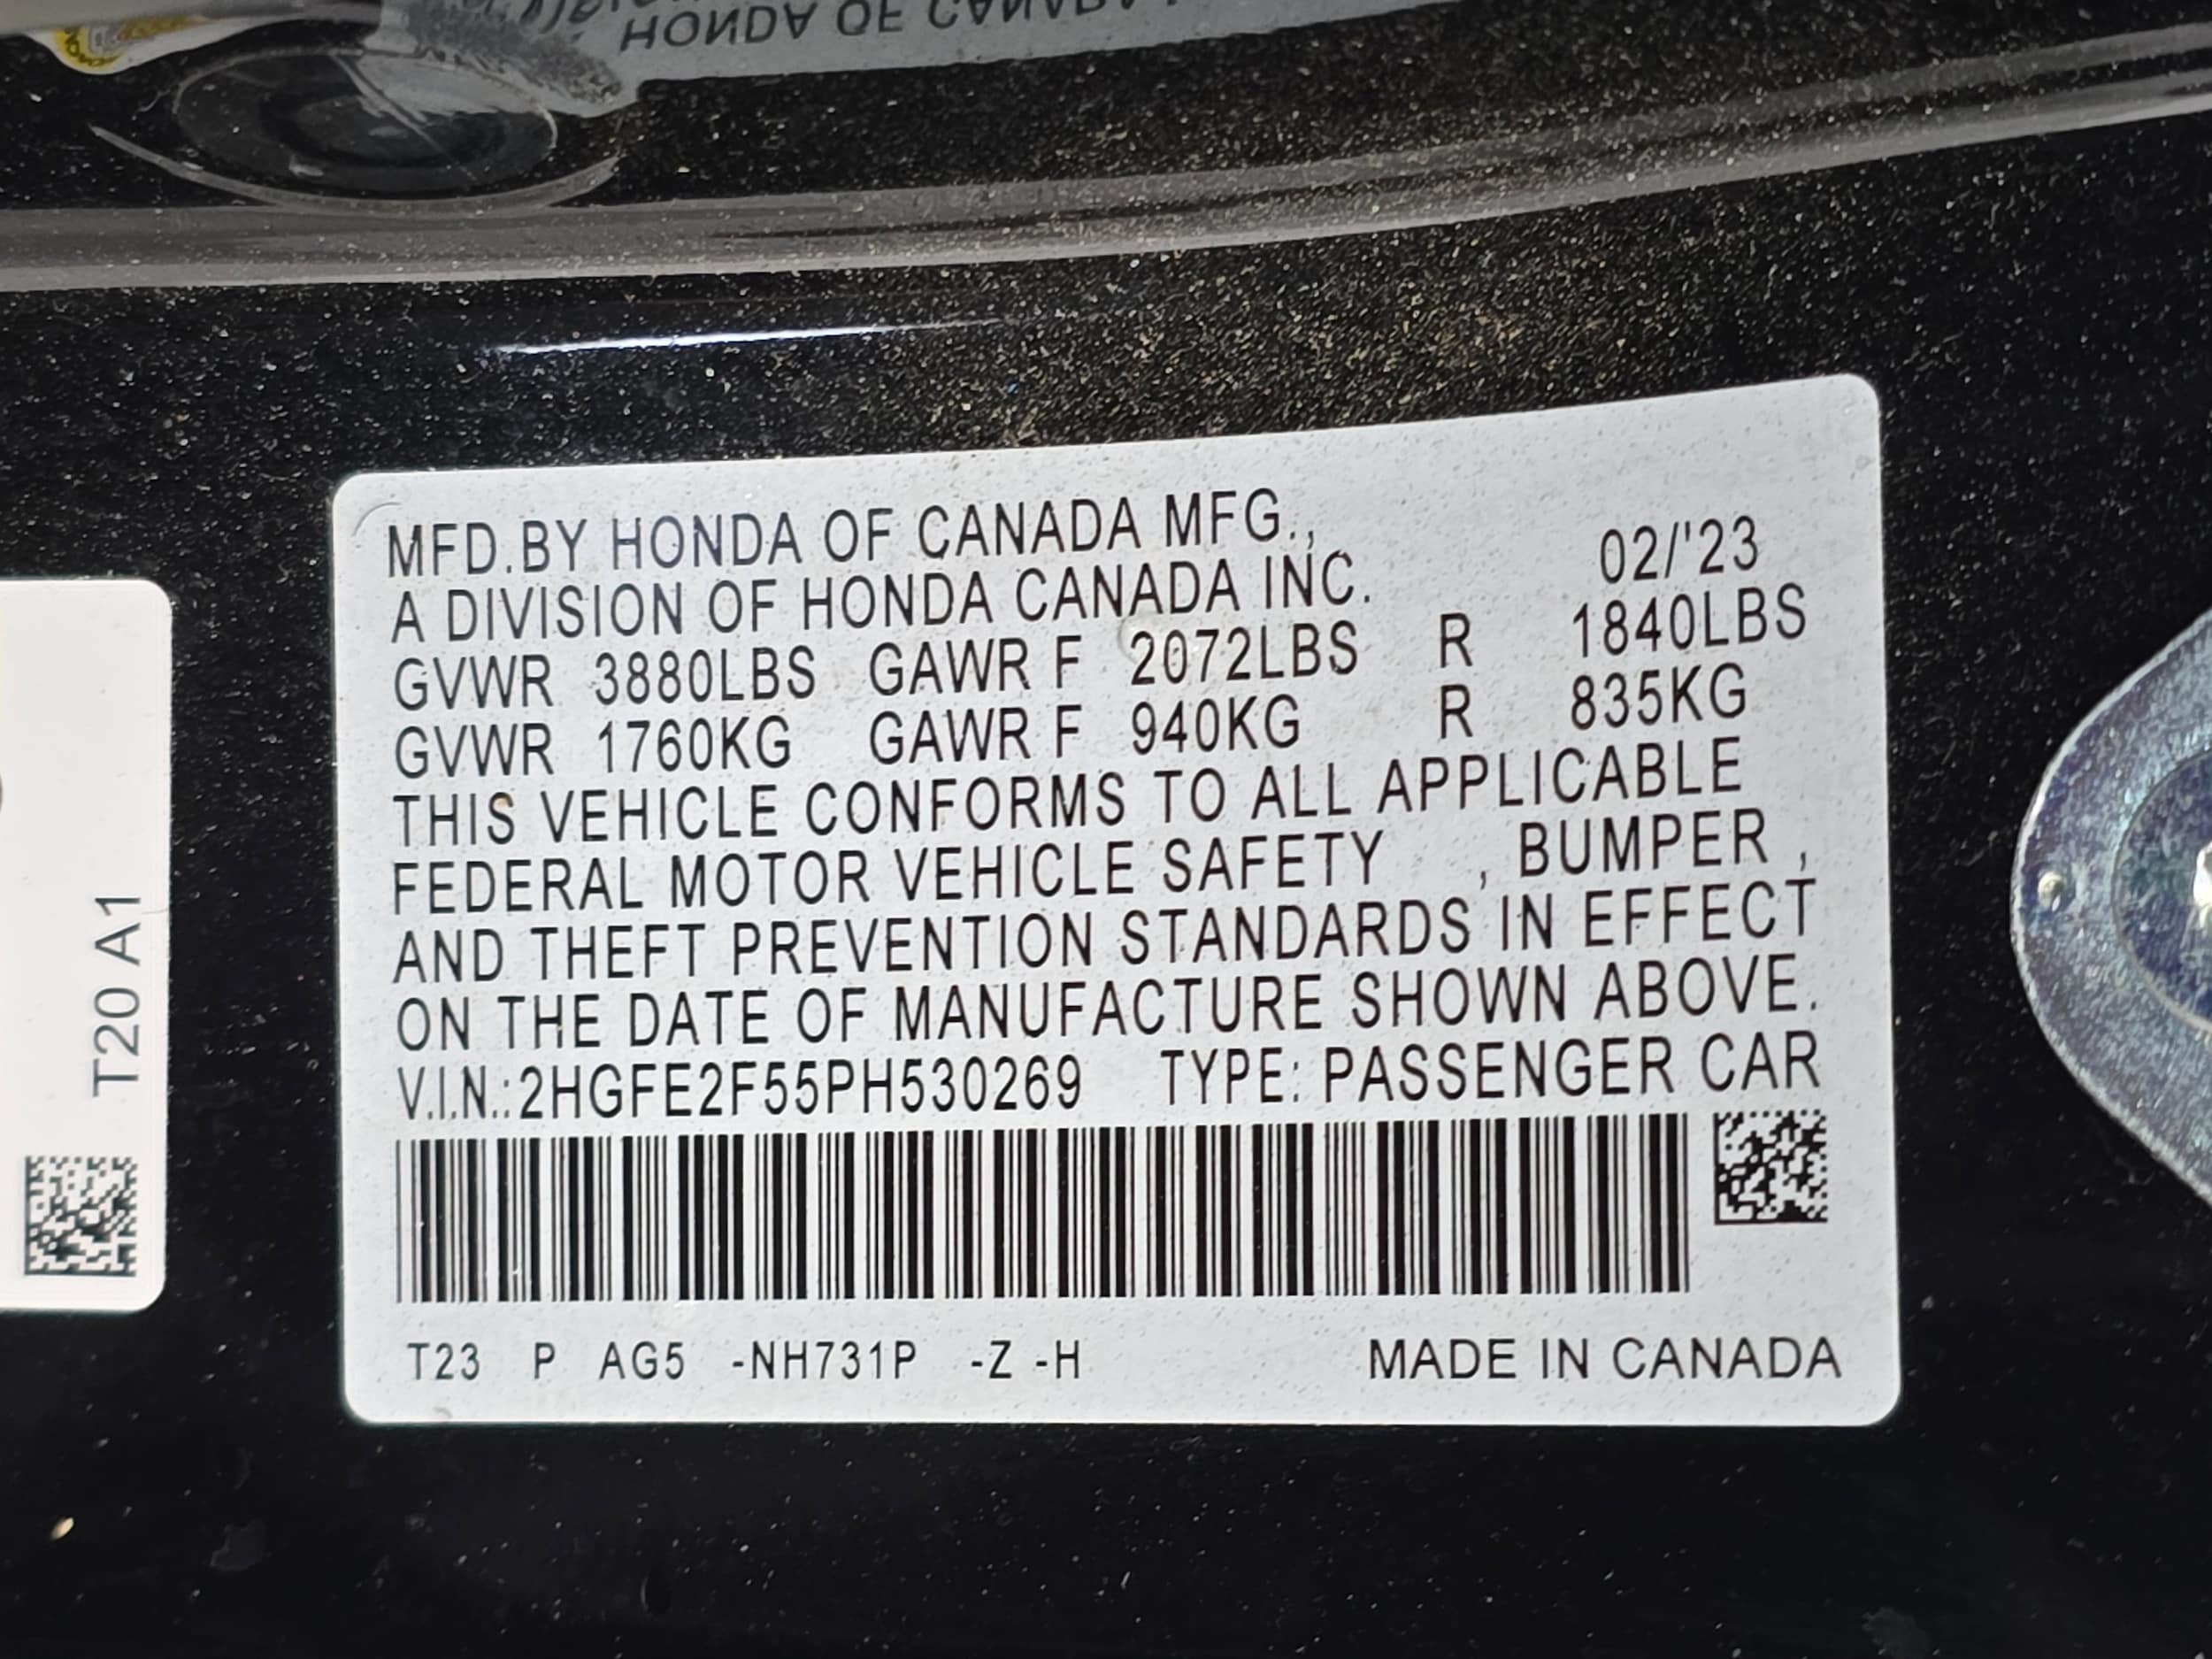 HONDA OF CANADA
MFD.BY HONDA OF CANADA MFG.,
A DIVISION OF HONDA CANADA INC. 02/'23
GVWR 3880LBS GAWR F 2072LBS R 1840LBS
GVWR 1760KG GAWR F 940KG R 835KG
THIS VEHICLE CONFORMS TO ALL APPLICABLE
FEDERAL MOTOR VEHICLE SAFETY , BUMPER ,
AND THEFT PREVENTION STANDARDS IN EFFECT
ON THE DATE OF MANUFACTURE SHOWN ABOVE.
V.I.N.:2HGFE2F55PH530269 TYPE: PASSENGER CAR
T23 P AG5 -NH731P -Z -H MADE IN CANADA
T20 A1